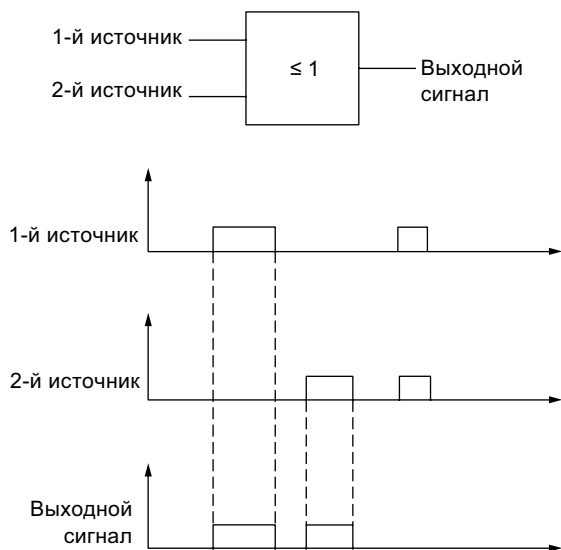 1-й источник
2-й источник
≤ 1
Выходной
сигнал
1-й источник
2-й источник
Выходной
сигнал